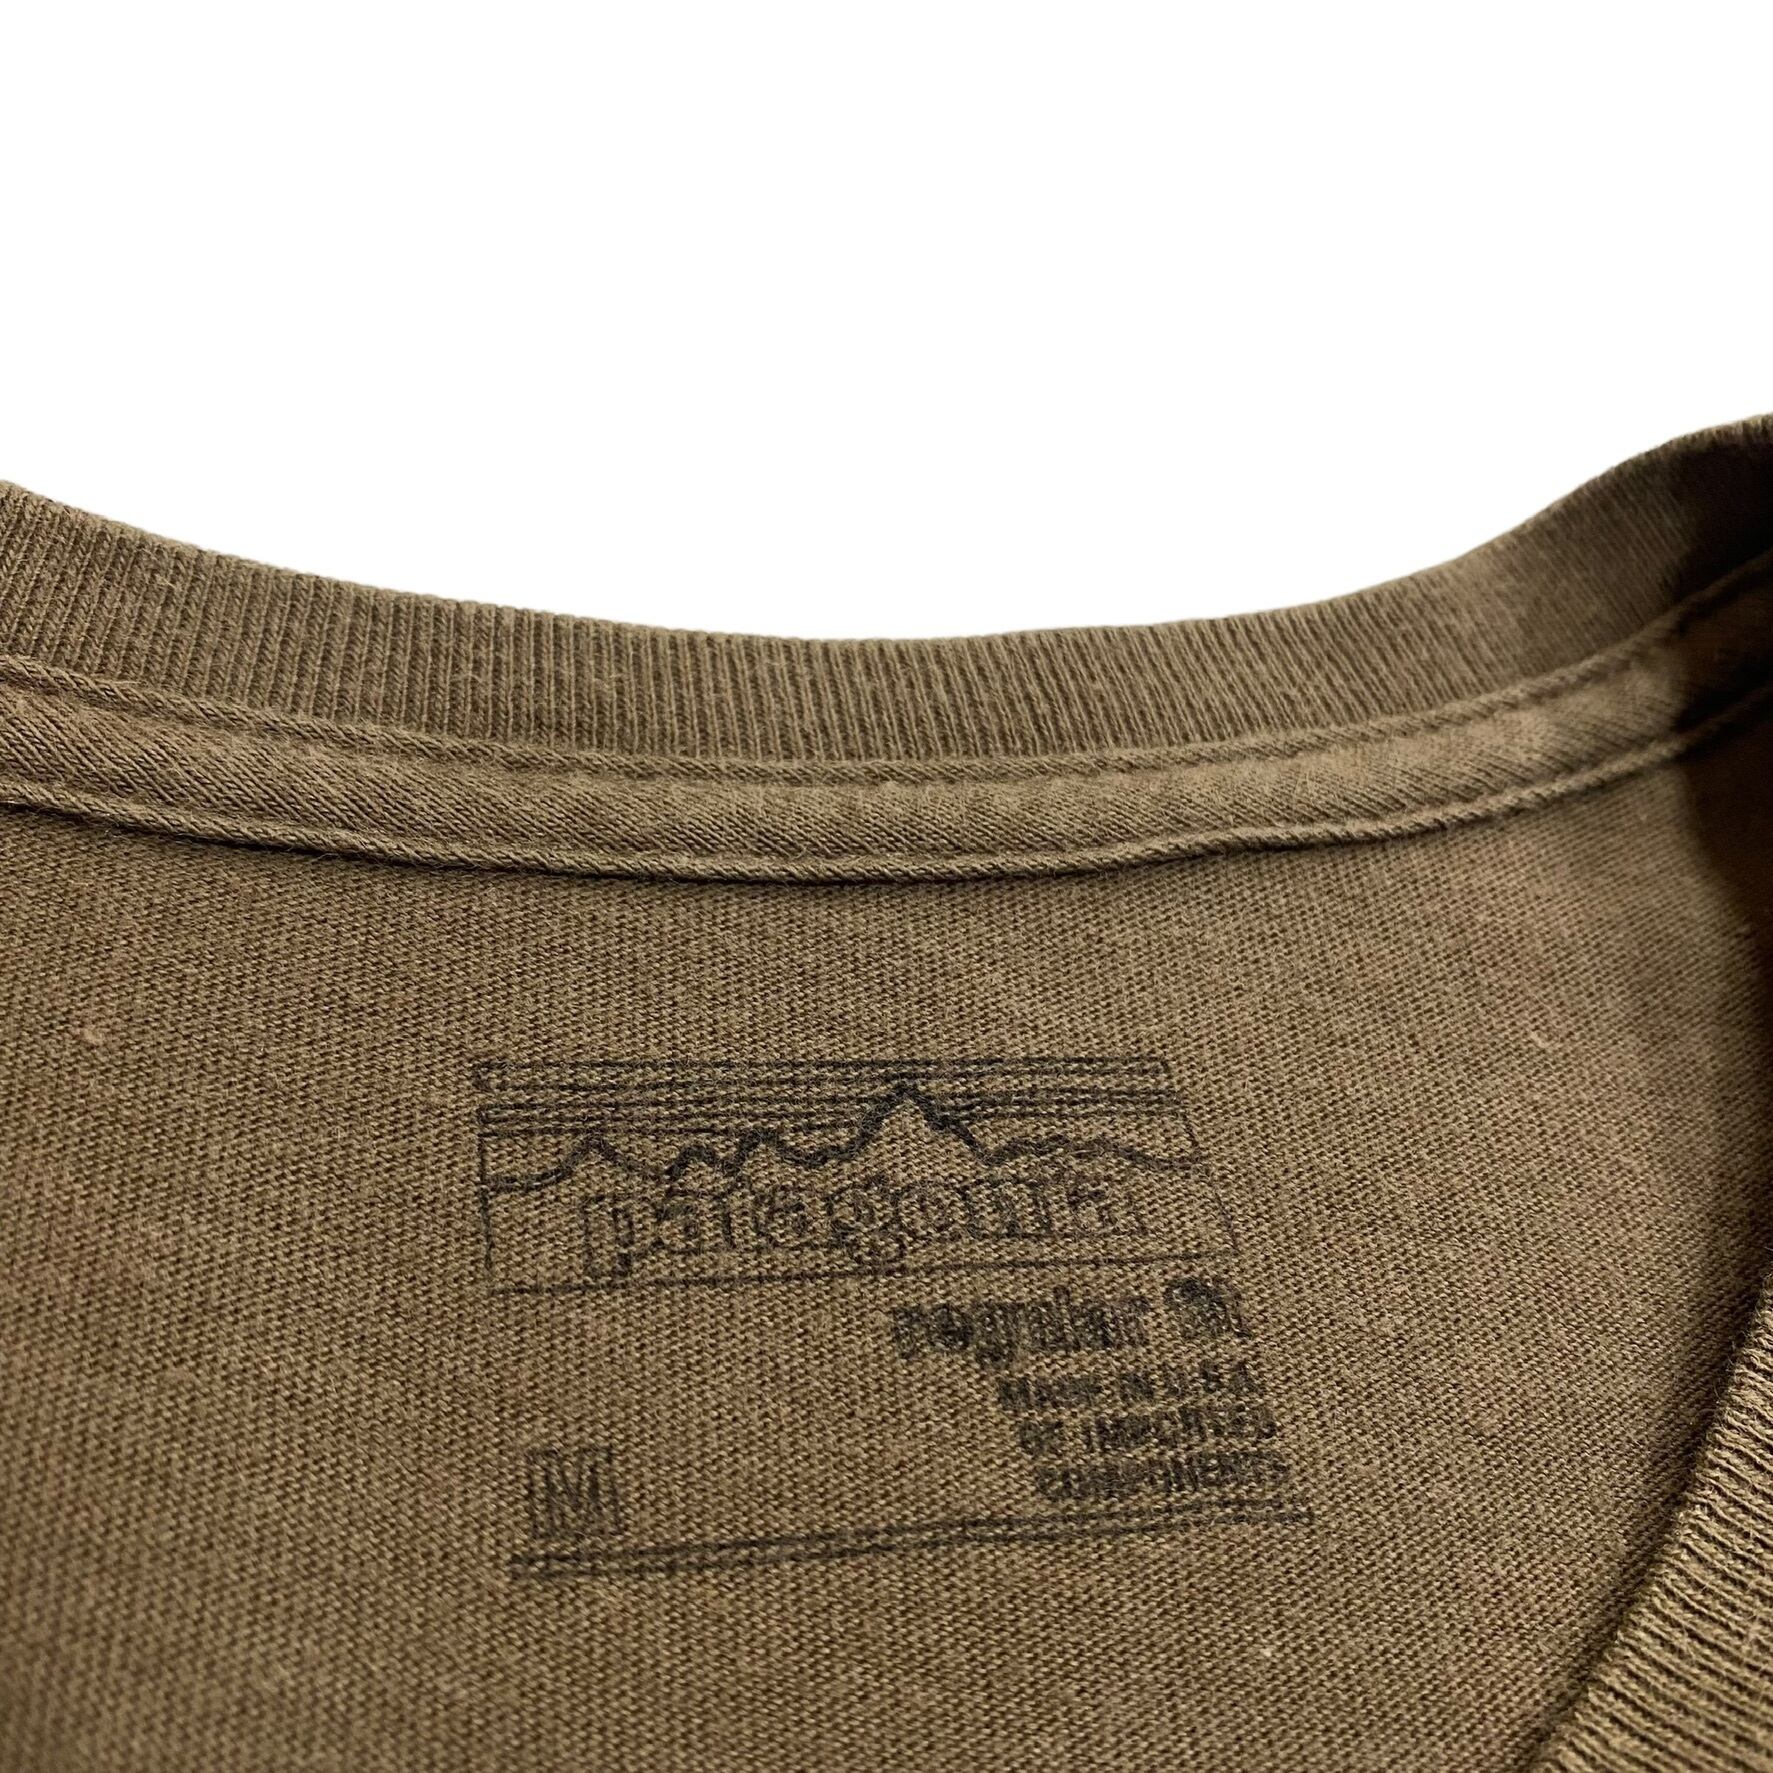 patagonia
regular fit
MADE IN U.S.A.
OF IMPORTED
COMPONENTS
M